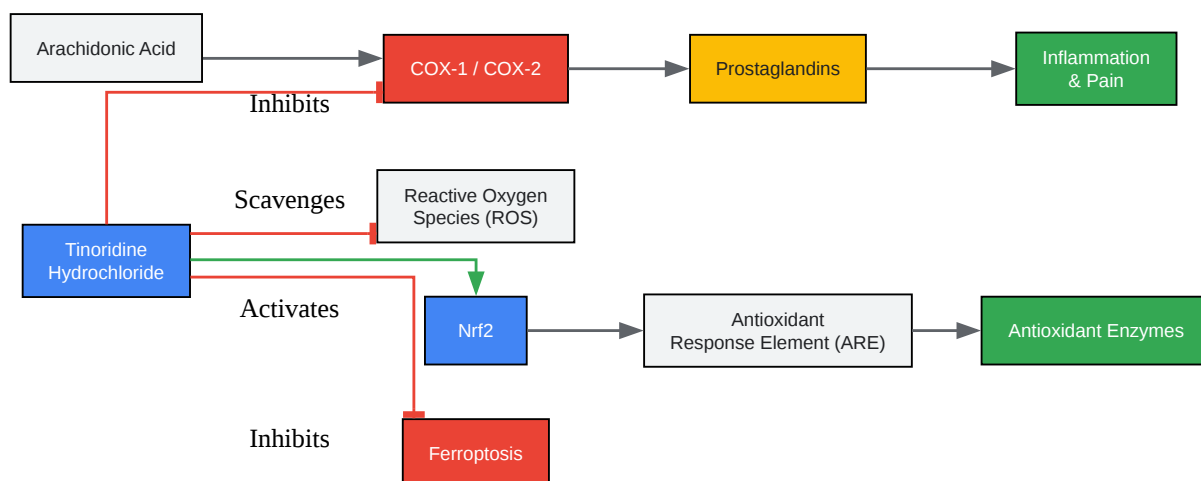 Arachidonic Acid
COX-1 / COX-2
Prostaglandins
Inflammation
& Pain
Inhibits
Scavenges
Reactive Oxygen
Species (ROS)
Tinoridine
Hydrochloride
Activates
Nrf2
Antioxidant
Response Element (ARE)
Antioxidant Enzymes
Inhibits
Ferroptosis